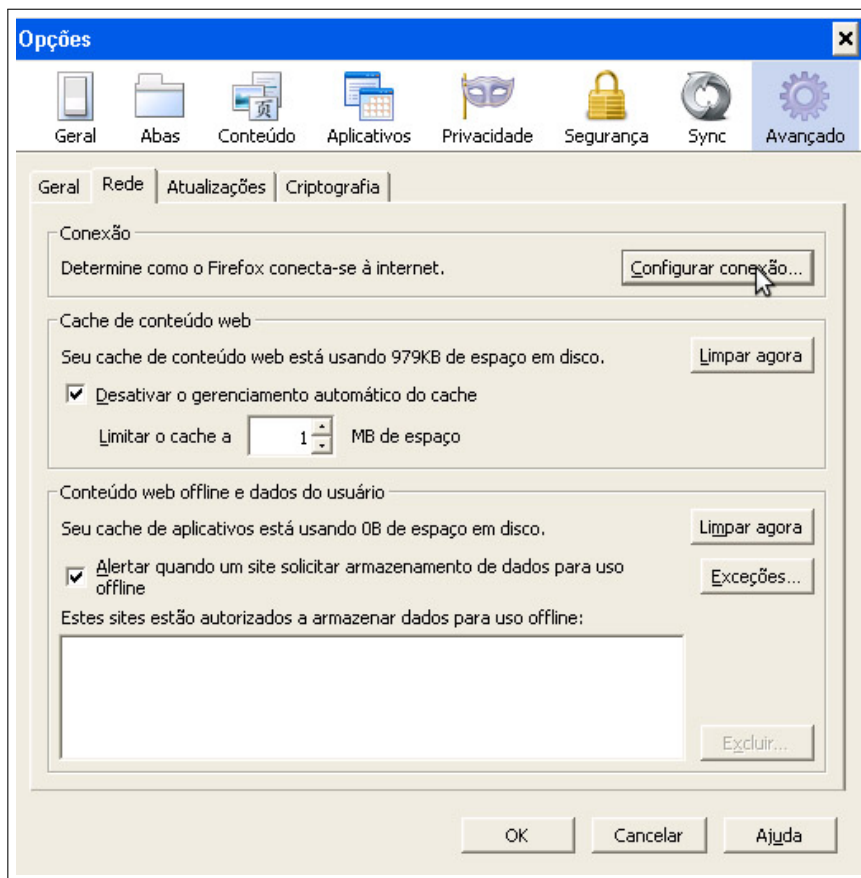 Opções
Geral Abas Conteúdo Aplicativos Privacidade Segurança Sync Avançado
Geral Rede Atualizações Criptografia
Conexão
Determine como o Firefox conecta-se à internet. Configurar conexão...
Cache de conteúdo web
Seu cache de conteúdo web está usando 979KB de espaço em disco. Limpar agora
Desativar o gerenciamento automático do cache
Limitar o cache a 1 MB de espaço
Conteúdo web offline e dados do usuário
Seu cache de aplicativos está usando 0B de espaço em disco. Limpar agora
Alertar quando um site solicitar armazenamento de dados para uso
offline Exceções...
Estes sites estão autorizados a armazenar dados para uso offline:
Excluir...
OK Cancelar Ajuda